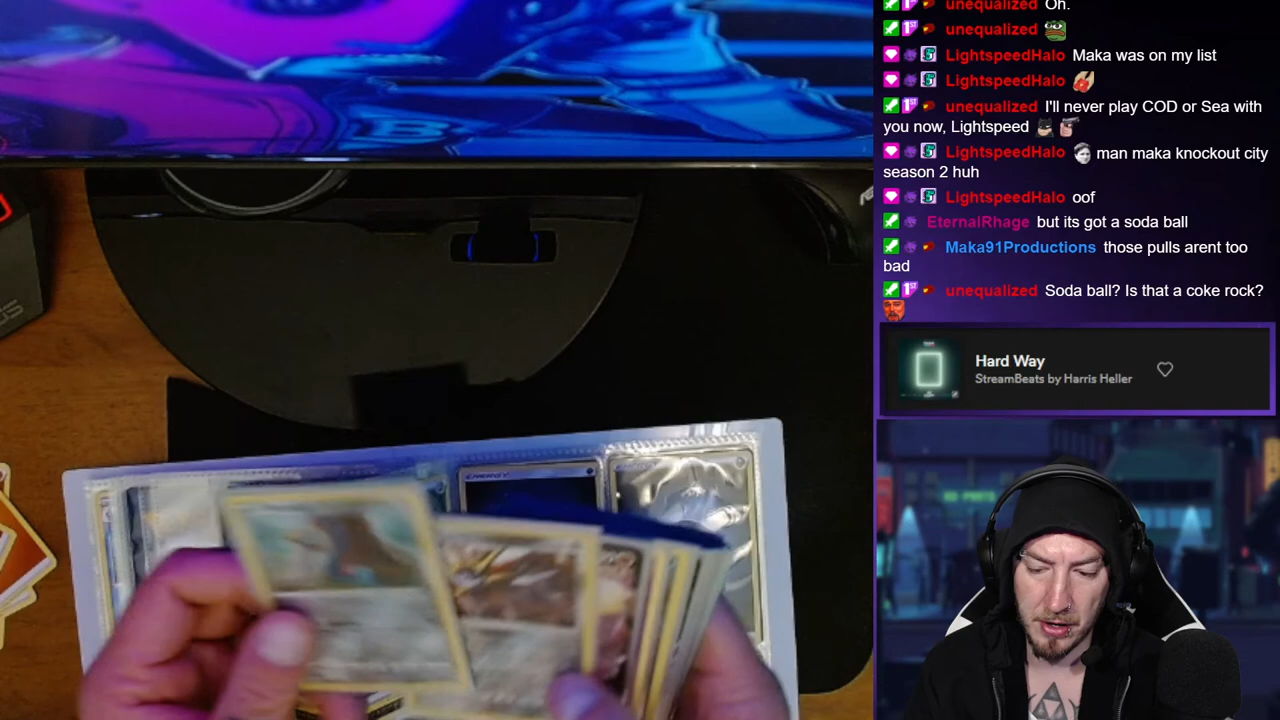 unequalized Oh.
unequalized
LightspeedHalo Maka was on my list
LightspeedHalo
unequalized I'll never play COD or Sea with
you now, Lightspeed
LightspeedHalo man maka knockout city
season 2 huh
LightspeedHalo oof
EternalRhage but its got a soda ball
Maka91Productions those pulls arent too
bad
unequalized Soda ball? Is that a coke rock?
Hard Way
StreamBeats by Harris Heller
ENERGY
ENERGY